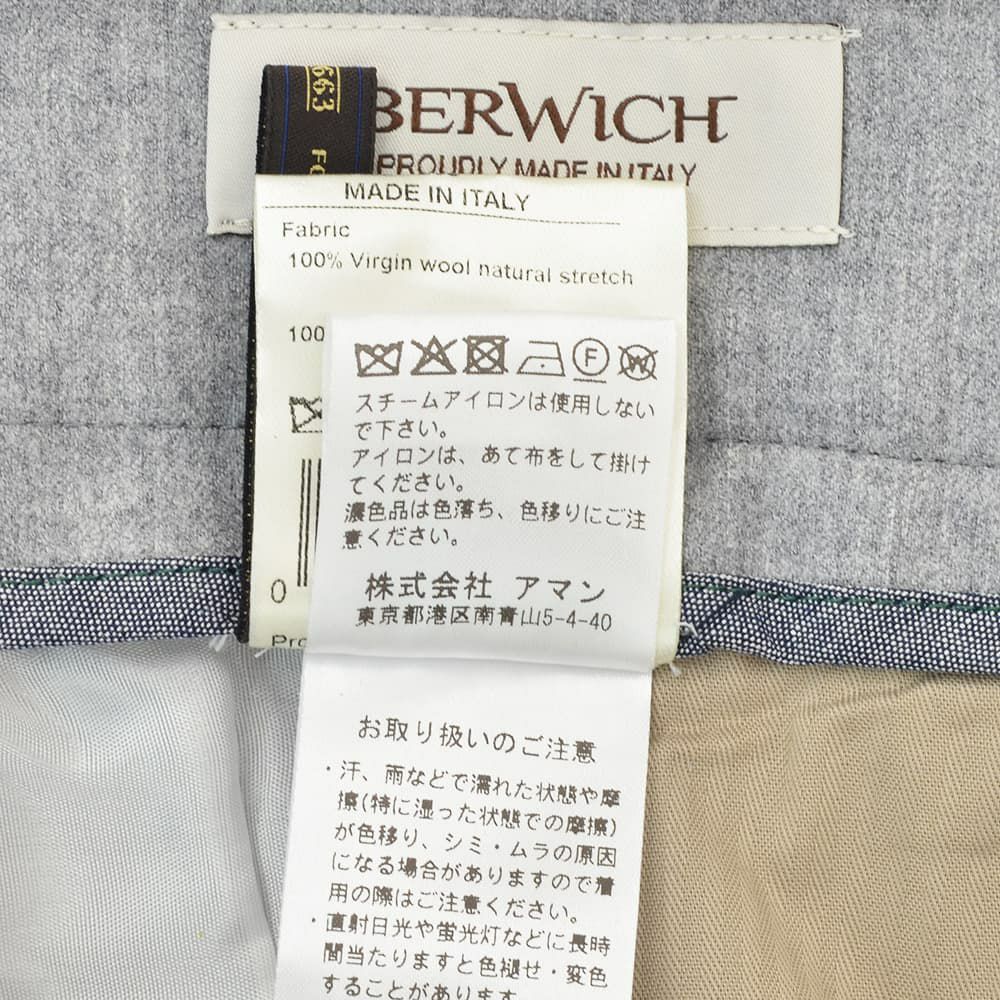 BERWICH
PROUDLY MADE IN ITALY
663
MADE IN ITALY
Fabric
100% Virgin wool natural stretch
100
F
W
スチームアイロンは使用しない
で下さい。
アイロンは、あて布をして掛け
てください。
濃色品は色落ち、色移りにご注
意ください。
株式会社 アマン
東京都港区南青山5-4-40
0
お取り扱いのご注意
・汗、雨などで濡れた状態や摩
擦(特に湿った状態での摩擦)
が色移り、シミ・ムラの原因
になる場合がありますので着
用の際はご注意ください。
・直射日光や蛍光灯などに長時
間当たりますと色褪せ・変色
することがあります